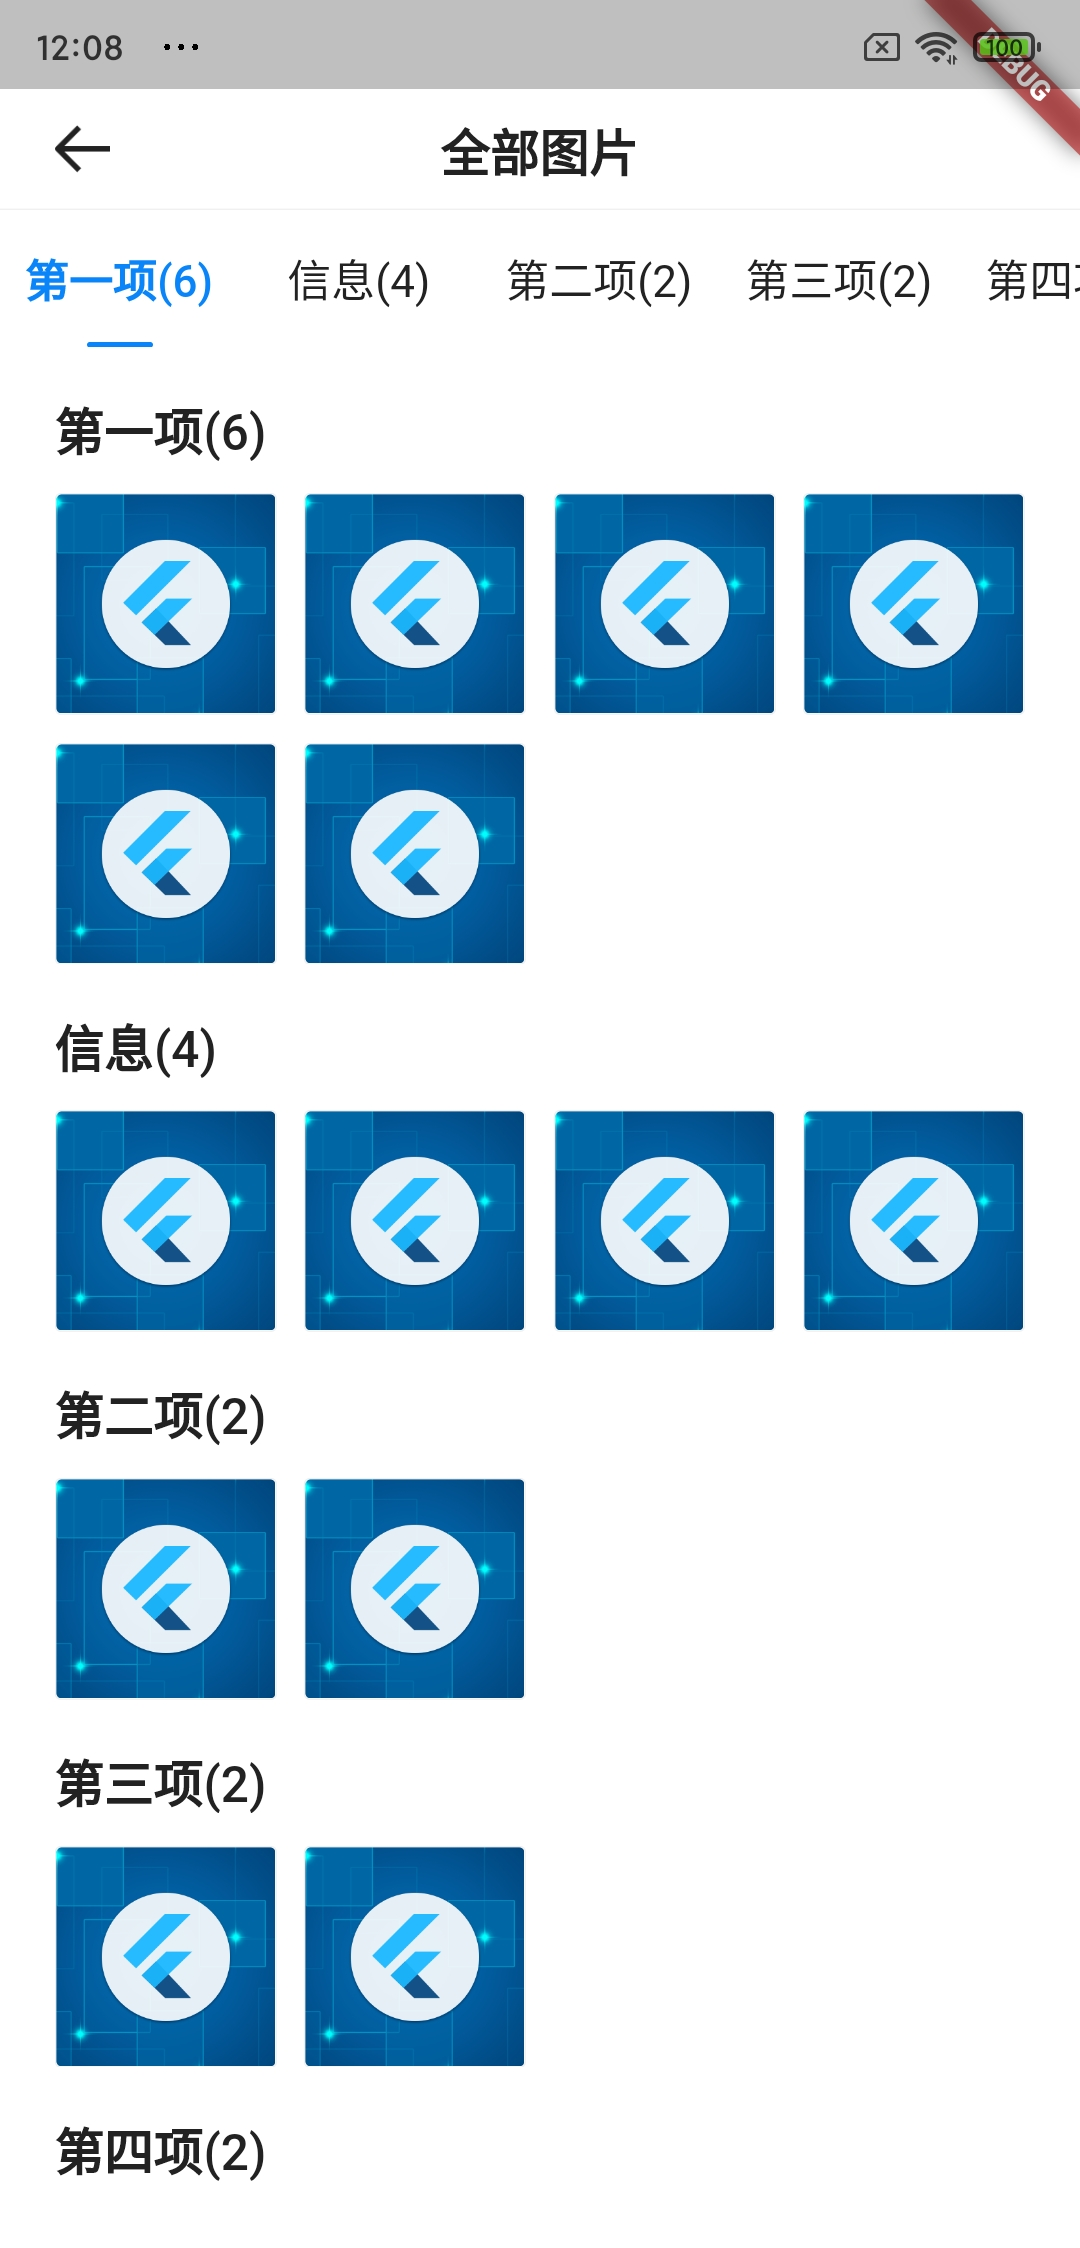 12:08 ...
100
全部图片
第一项(6) 信息(4) 第二项(2) 第三项(2) 第四
第一项(6)
信息(4)
第二项(2)
第三项(2)
第四项(2)